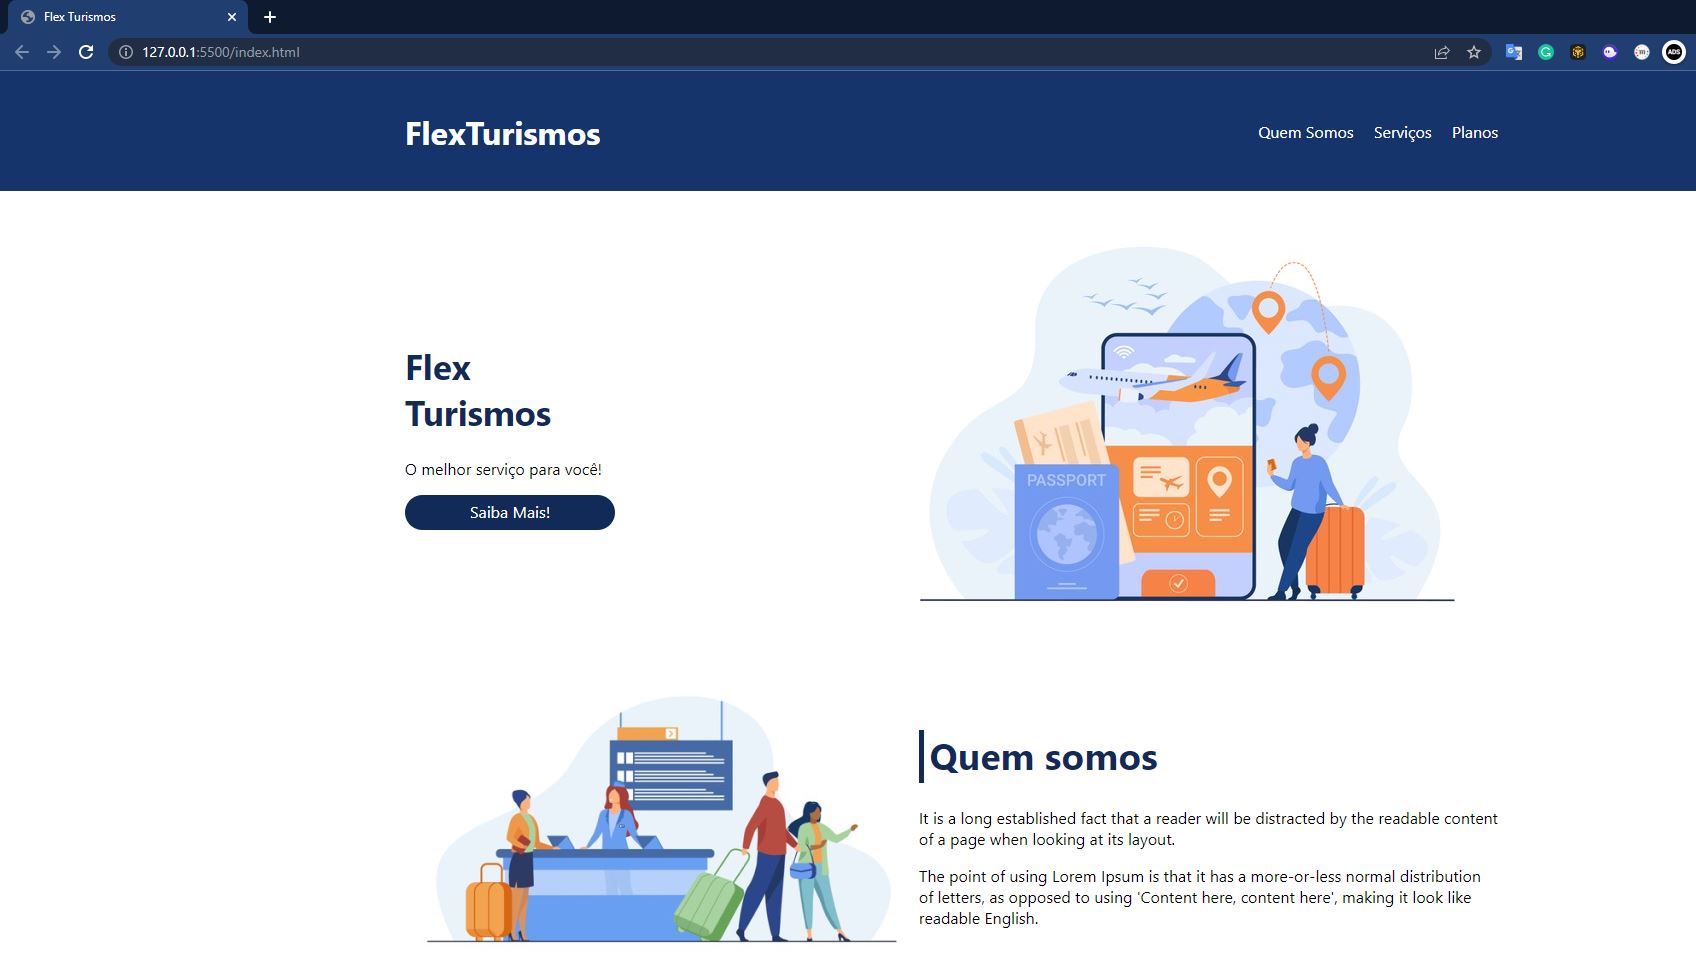 Flex Turismos
127.0.0.1:5500/index.html
ADS
FlexTurismos
Quem Somos Serviços Planos
Flex
Turismos
O melhor serviço para você!
Saiba Mais!
PASSPORT
Quem somos
It is a long established fact that a reader will be distracted by the readable content
of a page when looking at its layout.
The point of using Lorem Ipsum is that it has a more-or-less normal distribution
of letters, as opposed to using 'Content here, content here', making it look like
readable English.